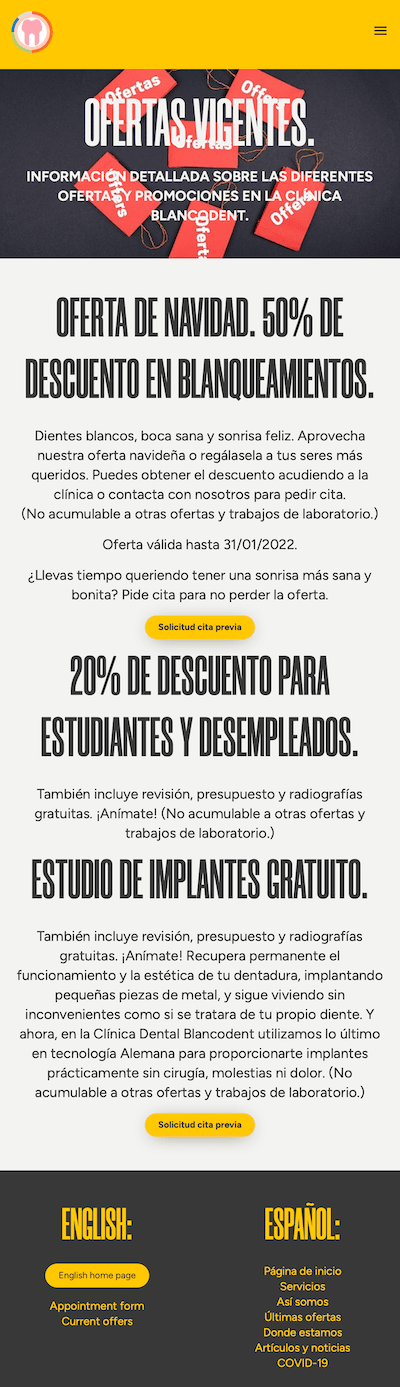 Ofertas
Ofertas
OFERTAS VIGENTES.
Ofertas
INFORMACIÓN DETALLADA SOBRE LAS DIFERENTES
OFERTAS Y PROMOCIONES EN LA CLÍNICA
BLANCODENT.
Offers
Offers
Oferta
OFERTA DE NAVIDAD. 50% DE
DESCUENTO EN BLANQUEAMIENTOS.
Dientes blancos, boca sana y sonrisa feliz. Aprovecha
nuestra oferta navideña o regálasela a tus seres más
queridos. Puedes obtener el descuento acudiendo a la
clínica o contacta con nosotros para pedir cita.
(No acumulable a otras ofertas y trabajos de laboratorio.)
Oferta válida hasta 31/01/2022.
¿Llevas tiempo queriendo tener una sonrisa más sana y
bonita? Pide cita para no perder la oferta.
Solicitud cita previa
20% DE DESCUENTO PARA
ESTUDIANTES Y DESEMPLEADOS.
También incluye revisión, presupuesto y radiografías
gratuitas. ¡Anímate! (No acumulable a otras ofertas y
trabajos de laboratorio.)
ESTUDIO DE IMPLANTES GRATUITO.
También incluye revisión, presupuesto y radiografías
gratuitas. ¡Anímate! Recupera permanente el
funcionamiento y la estética de tu dentadura, implantando
pequeñas piezas de metal, y sigue viviendo sin
inconvenientes como si se tratara de tu propio diente. Y
ahora, en la Clínica Dental Blancodent utilizamos lo último
en tecnología Alemana para proporcionarte implantes
prácticamente sin cirugía, molestias ni dolor. (No
acumulable a otras ofertas y trabajos de laboratorio.)
Solicitud cita previa
ENGLISH:
English home page
Appointment form
Current offers
ESPAÑOL:
Página de inicio
Servicios
Así somos
Últimas ofertas
Donde estamos
Artículos y noticias
COVID-19